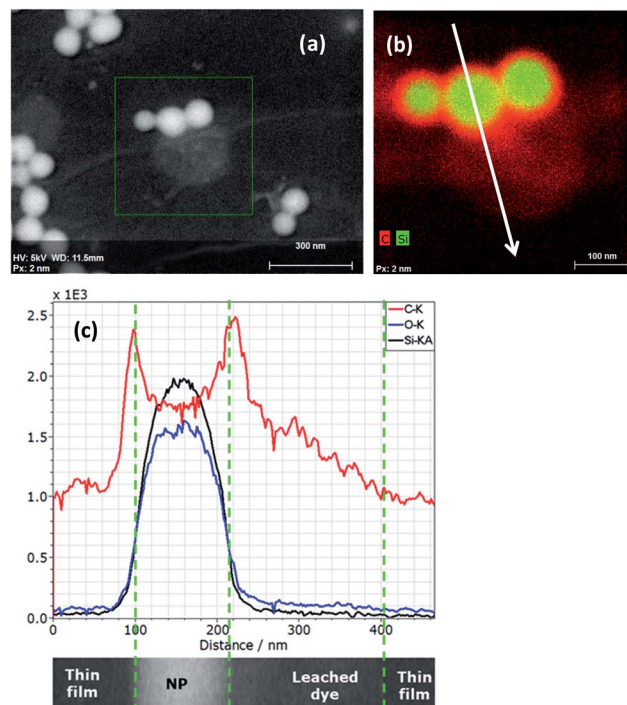 (a)
HV: 5kV WD: 11.5mm
Px: 2 nm
300 nm
(b)
C Si
Px: 2 nm
100 nm
x 1E3
(c)
C-K
O-K
Si-KA
2.5
2.0
1.5
1.0
0.5
0.0
0 100 200 300 400
Distance / nm
Thin film
NP
Leached dye
Thin film